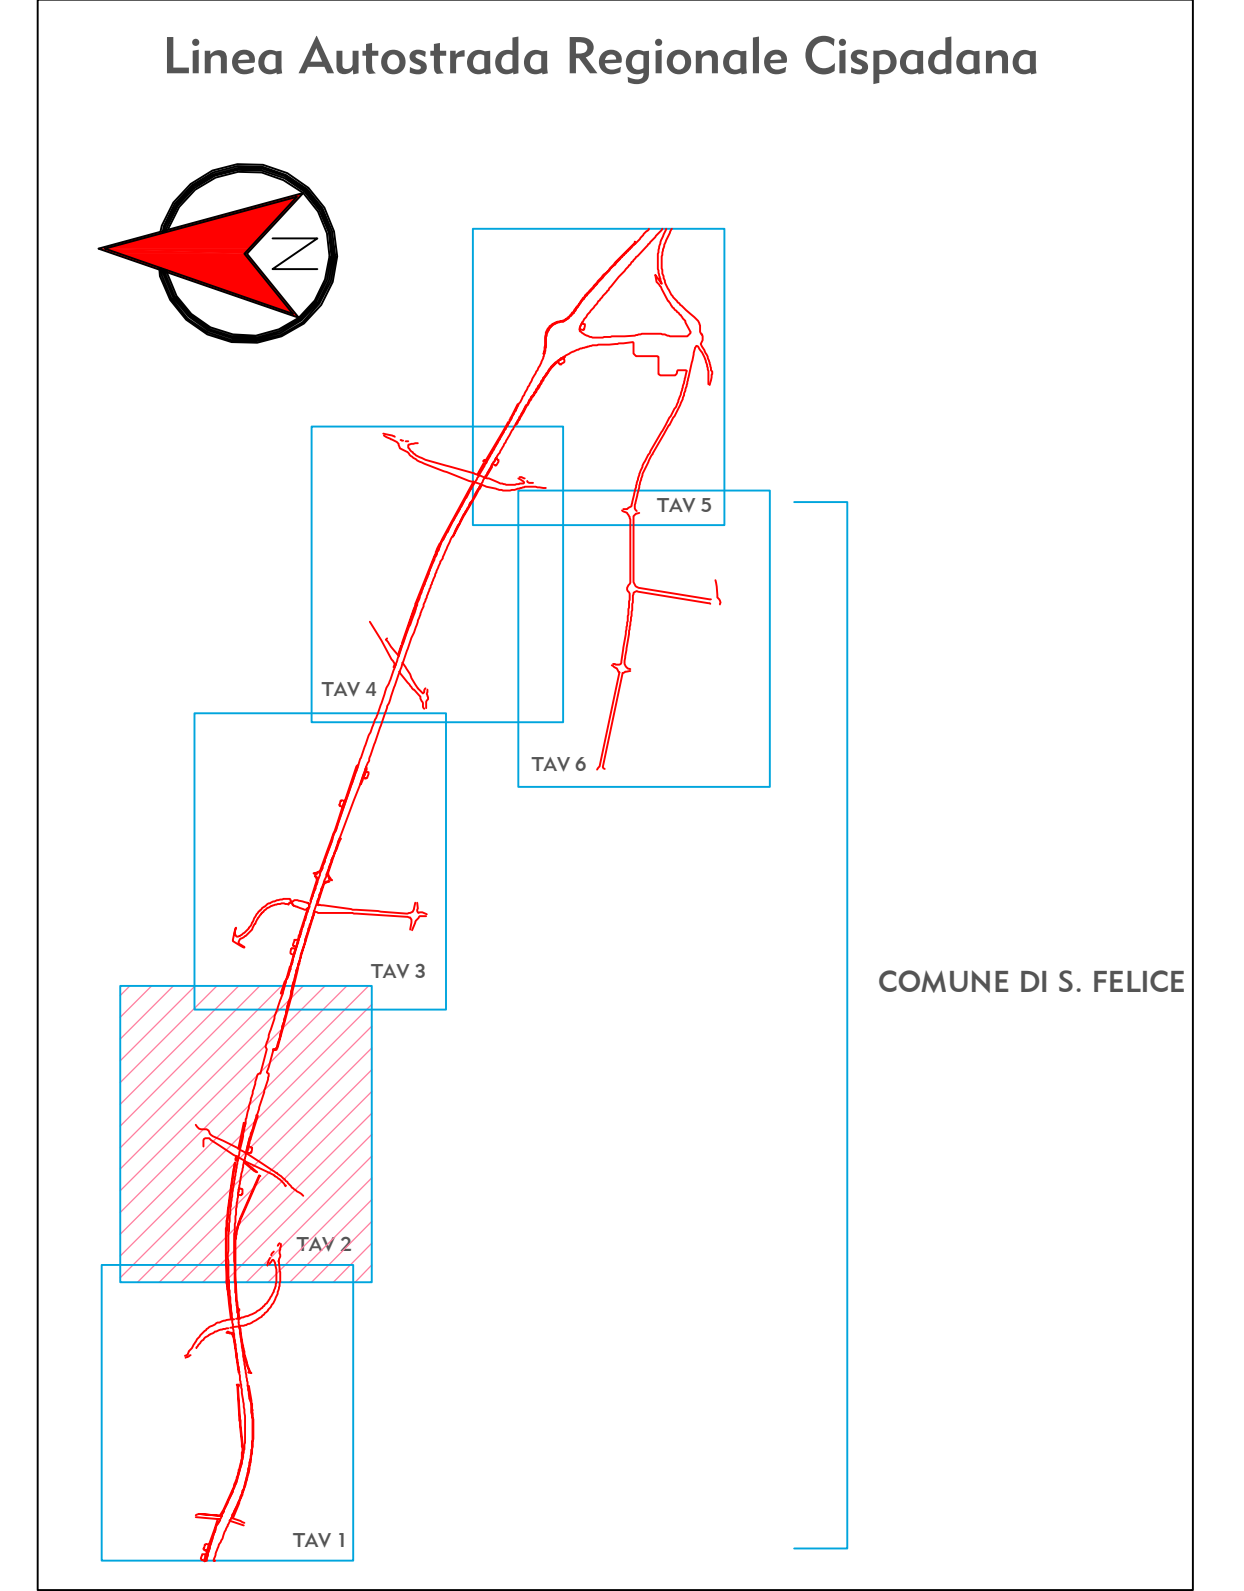 Linea Autostrada Regionale Cispadana
N
TAV 5
TAV 4
TAV 6
TAV 3
COMUNE DI S. FELICE
TAV 2
TAV 1